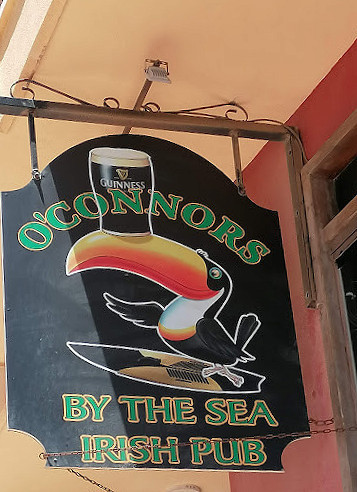 GUINNESS
O'CONNORS
BY THE SEA
IRISH PUB